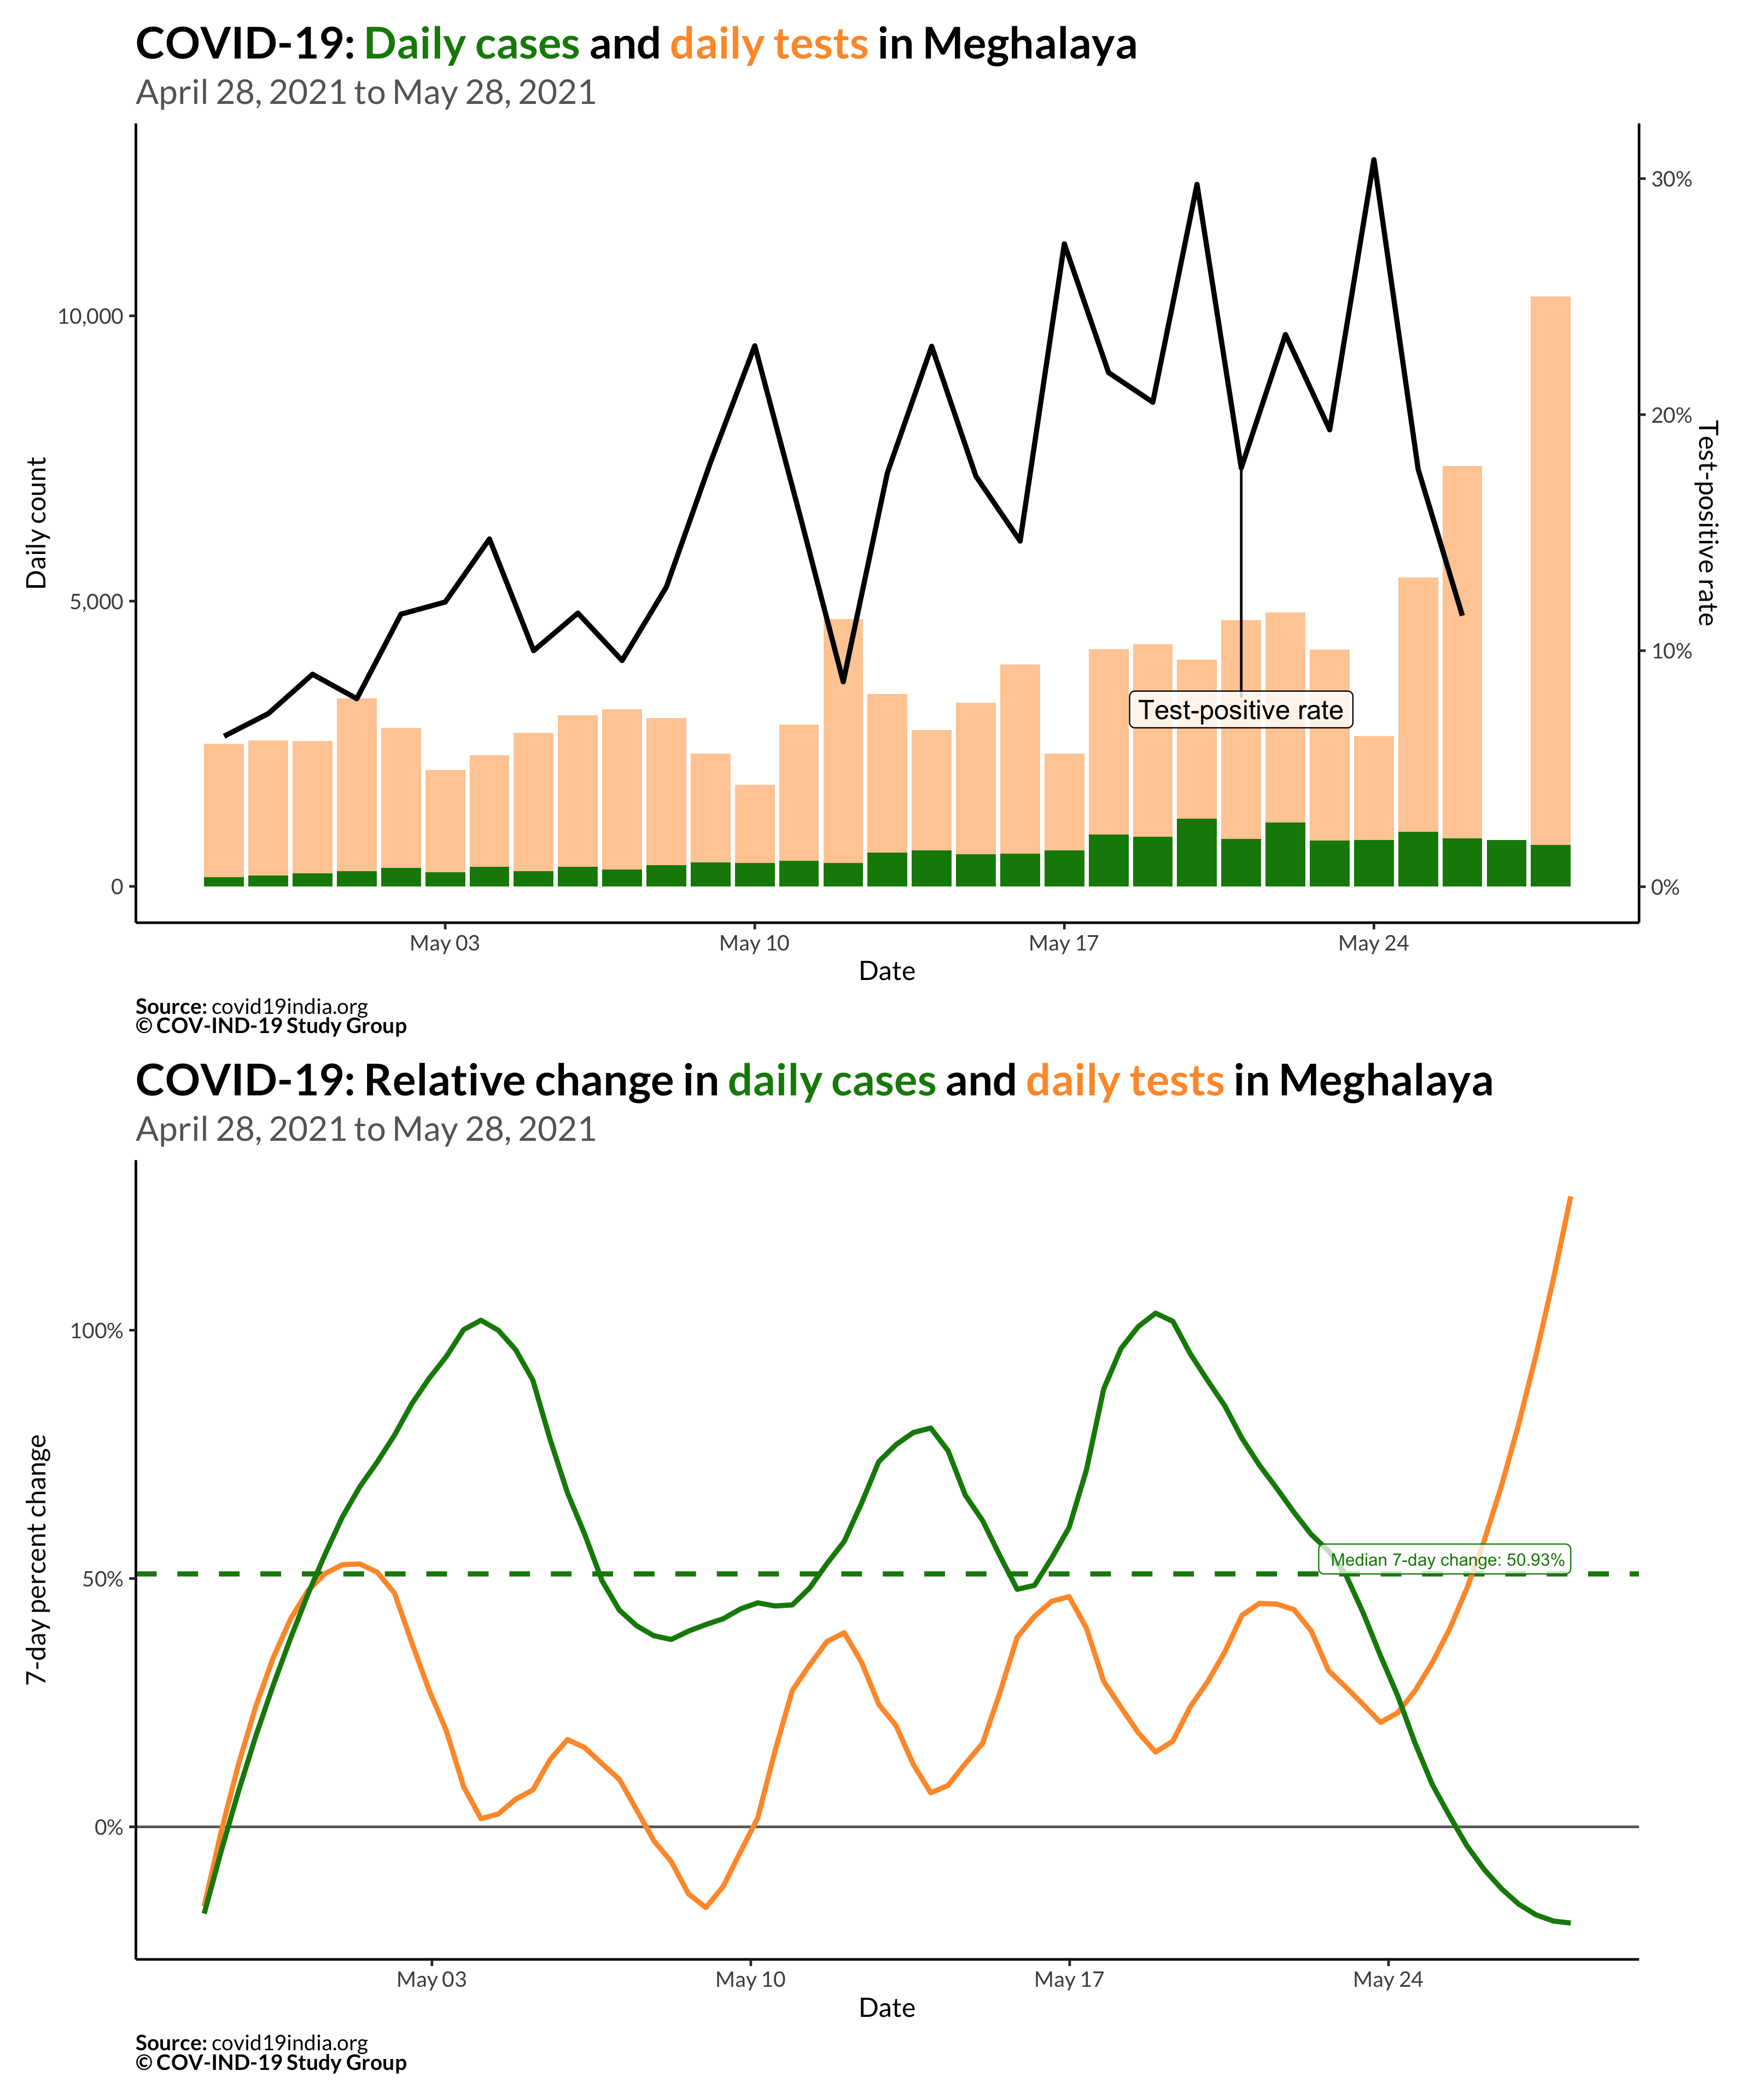 COVID-19: Daily cases and daily tests in Meghalaya
April 28, 2021 to May 28, 2021
30%
10,000
20%
Daily count
Test-positive rate
5,000
10%
Test-positive rate
0
0%
May 03
May 10
May 17
May 24
Date
Source: covid19india.org
© COV-IND-19 Study Group
COVID-19: Relative change in daily cases and daily tests in Meghalaya
April 28, 2021 to May 28, 2021
100%
7-day percent change
Median 7-day change: 50.93%
50%
0%
May 03
May 10
May 17
May 24
Date
Source: covid19india.org
© COV-IND-19 Study Group